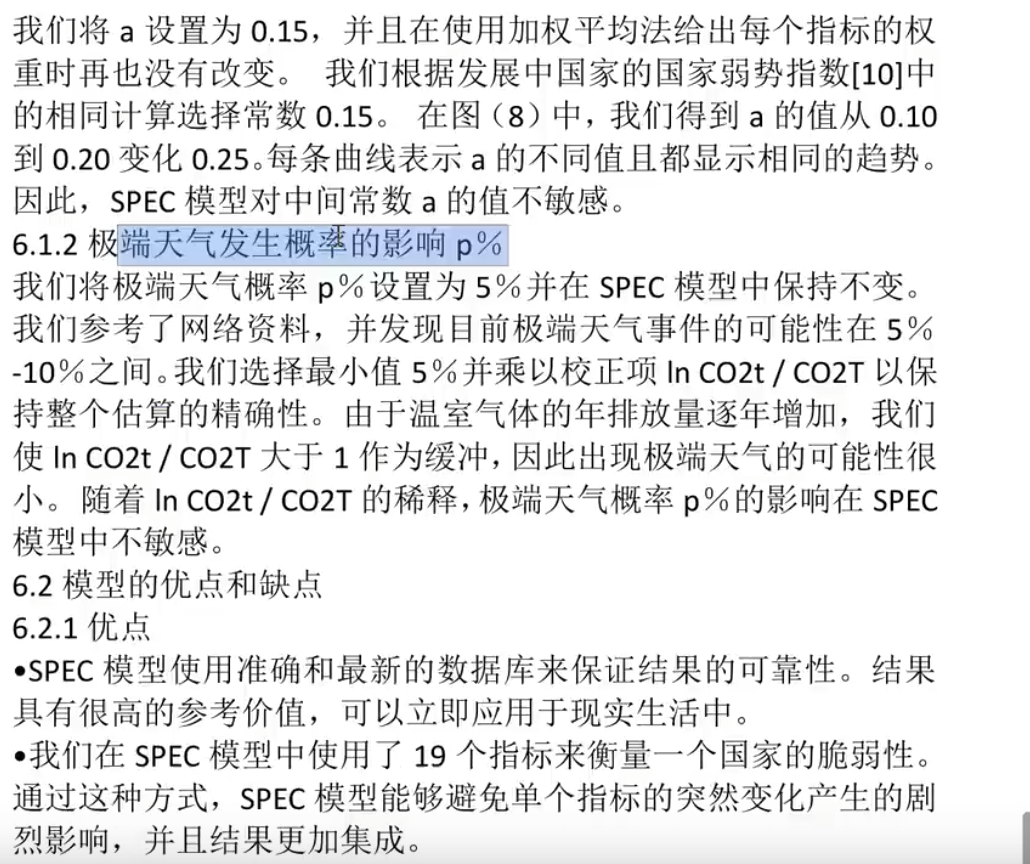 我们将 a 设置为 0.15，并且在使用加权平均法给出每个指标的权
重时再也没有改变。 我们根据发展中国家的国家弱势指数[10]中
的相同计算选择常数 0.15。 在图（8）中，我们得到 a 的值从 0.10
到 0.20 变化 0.25。每条曲线表示 a 的不同值且都显示相同的趋势。
因此，SPEC 模型对中间常数 a 的值不敏感。
6.1.2 极端天气发生概率的影响 p％
我们将极端天气概率 p％设置为 5％并在 SPEC 模型中保持不变。
我们参考了网络资料，并发现目前极端天气事件的可能性在 5％
-10％之间。我们选择最小值 5％并乘以校正项 ln CO2t / CO2T 以保
持整个估算的精确性。由于温室气体的年排放量逐年增加，我们
使 ln CO2t / CO2T 大于 1 作为缓冲，因此出现极端天气的可能性很
小。 随着 ln CO2t / CO2T 的稀释，极端天气概率 p％的影响在 SPEC
模型中不敏感。
6.2 模型的优点和缺点
6.2.1 优点
•SPEC 模型使用准确和最新的数据库来保证结果的可靠性。结果
具有很高的参考价值，可以立即应用于现实生活中。
•我们在 SPEC 模型中使用了 19 个指标来衡量一个国家的脆弱性。
通过这种方式，SPEC 模型能够避免单个指标的突然变化产生的剧
烈影响，并且结果更加集成。